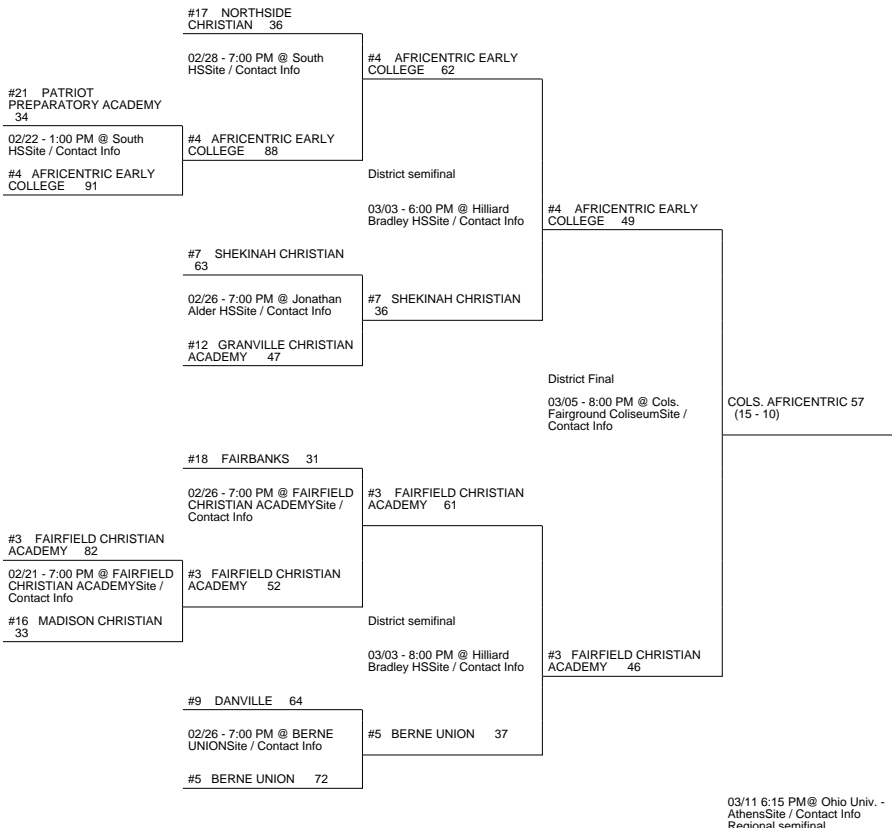 #17 NORTHSIDE
CHRISTIAN 36
02/28 - 7:00 PM @ South
HSSite / Contact Info
#4 AFRICENTRIC EARLY
COLLEGE 62
#21 PATRIOT
PREPARATORY ACADEMY
34
02/22 - 1:00 PM @ South
HSSite / Contact Info
#4 AFRICENTRIC EARLY
COLLEGE 88
#4 AFRICENTRIC EARLY
COLLEGE 91
District semifinal
03/03 - 6:00 PM @ Hilliard
Bradley HSSite / Contact Info
#4 AFRICENTRIC EARLY
COLLEGE 49
#7 SHEKINAH CHRISTIAN
63
02/26 - 7:00 PM @ Jonathan
Alder HSSite / Contact Info
#7 SHEKINAH CHRISTIAN
36
#12 GRANVILLE CHRISTIAN
ACADEMY 47
District Final
03/05 - 8:00 PM @ Cols.
Fairground ColiseumSite /
Contact Info
COLS. AFRICENTRIC 57
(15 - 10)
#18 FAIRBANKS 31
02/26 - 7:00 PM @ FAIRFIELD
CHRISTIAN ACADEMYSite /
Contact Info
#3 FAIRFIELD CHRISTIAN
ACADEMY 61
#3 FAIRFIELD CHRISTIAN
ACADEMY 82
02/21 - 7:00 PM @ FAIRFIELD
CHRISTIAN ACADEMYSite /
Contact Info
#3 FAIRFIELD CHRISTIAN
ACADEMY 52
#16 MADISON CHRISTIAN
33
District semifinal
03/03 - 8:00 PM @ Hilliard
Bradley HSSite / Contact Info
#3 FAIRFIELD CHRISTIAN
ACADEMY 46
#9 DANVILLE 64
02/26 - 7:00 PM @ BERNE
UNIONSite / Contact Info
#5 BERNE UNION 37
#5 BERNE UNION 72
03/11 6:15 PM@ Ohio Univ. -
AthensSite / Contact Info
Regional semifinal